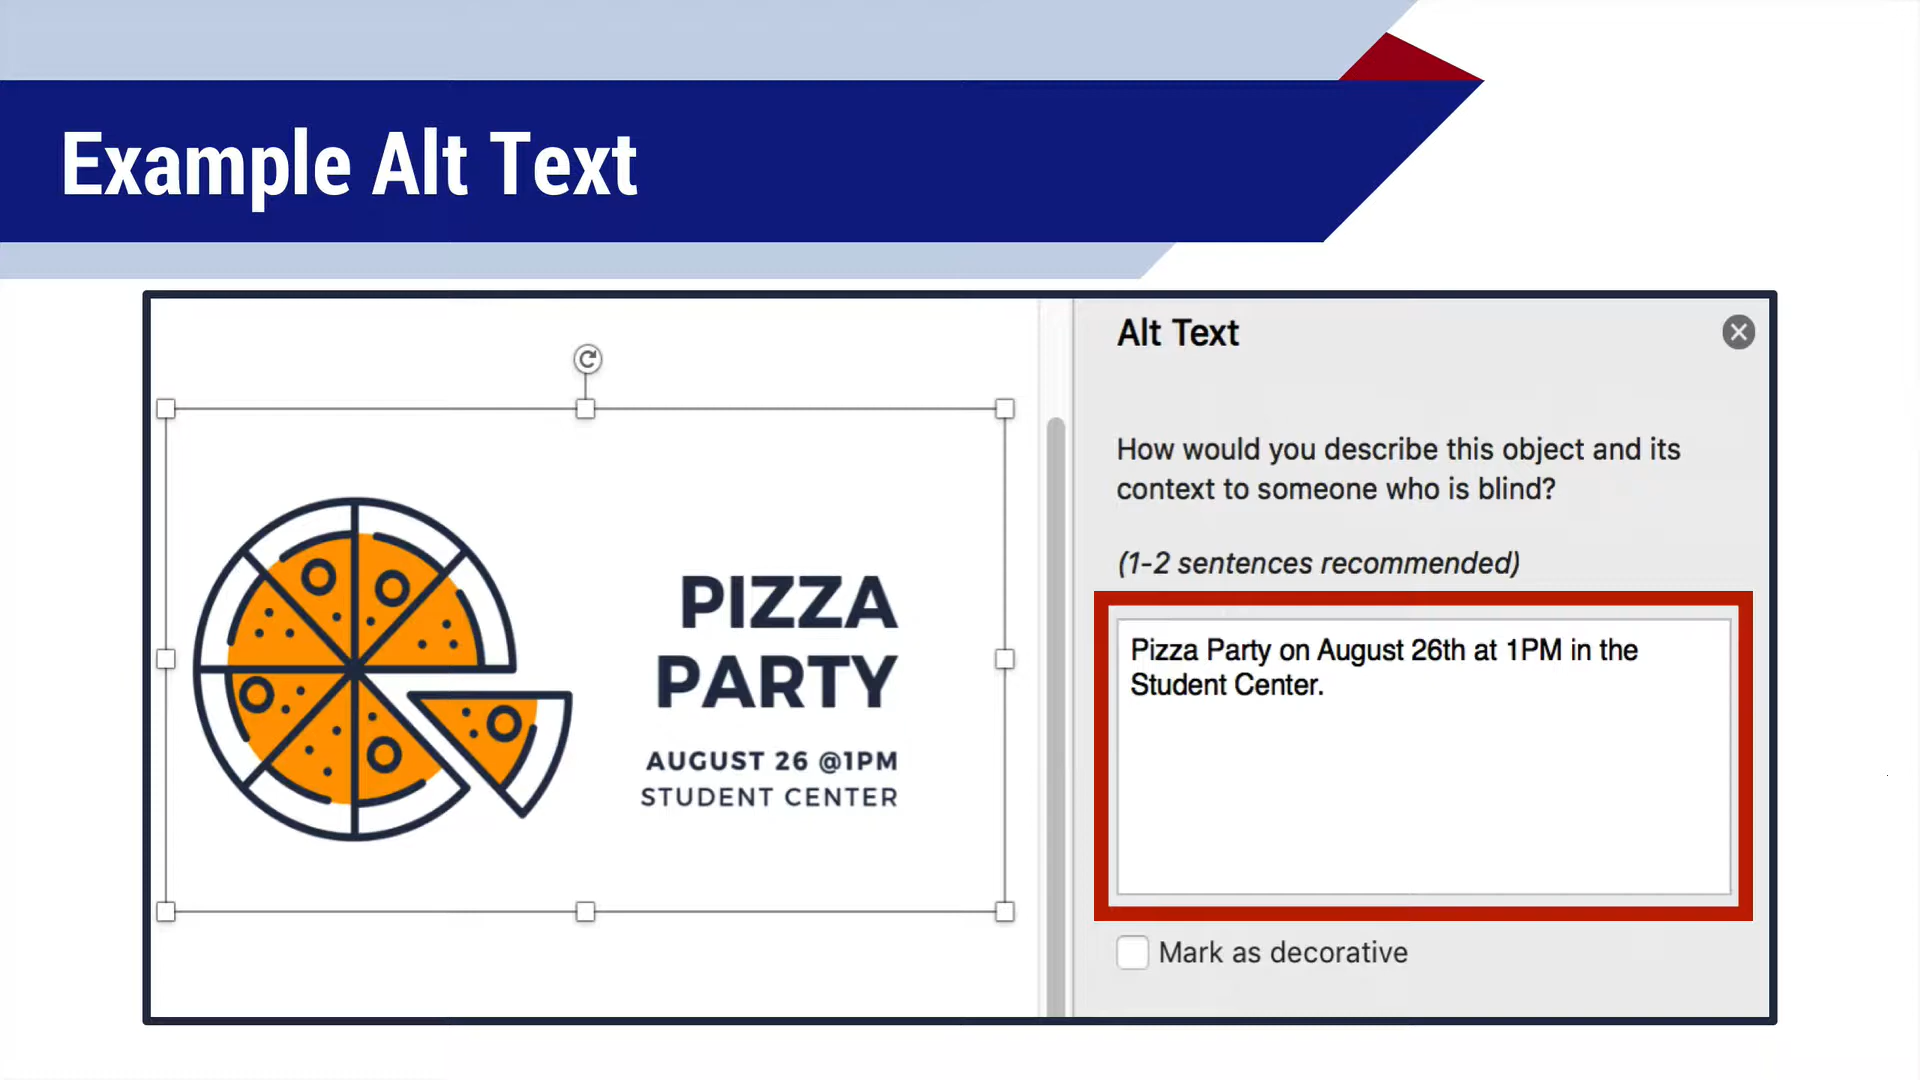 Example Alt Text
PIZZA
PARTY
AUGUST 26 @1PM
STUDENT CENTER
Alt Text
How would you describe this object and its
context to someone who is blind?
(1-2 sentences recommended)
Pizza Party on August 26th at 1PM in the
Student Center.
Mark as decorative